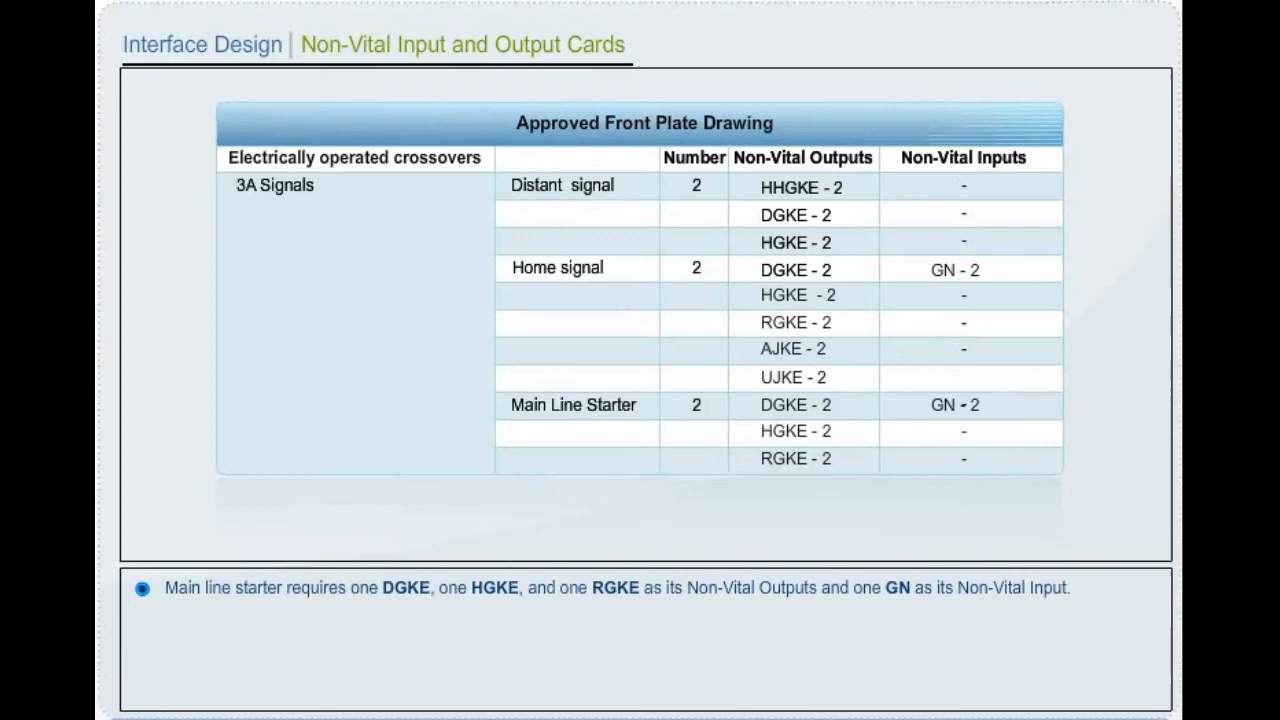 Interface Design | Non-Vital Input and Output Cards
Approved Front Plate Drawing
Electrically operated crossovers Number Non-Vital Outputs Non-Vital Inputs
3A Signals Distant signal 2 HHGKE - 2 -
DGKE - 2 -
HGKE - 2 -
Home signal 2 DGKE - 2 GN - 2
HGKE - 2 -
RGKE - 2 -
AJKE - 2 -
UJKE - 2
Main Line Starter 2 DGKE - 2 GN - 2
HGKE - 2 -
RGKE - 2 -
Main line starter requires one DGKE, one HGKE, and one RGKE as its Non-Vital Outputs and one GN as its Non-Vital Input.